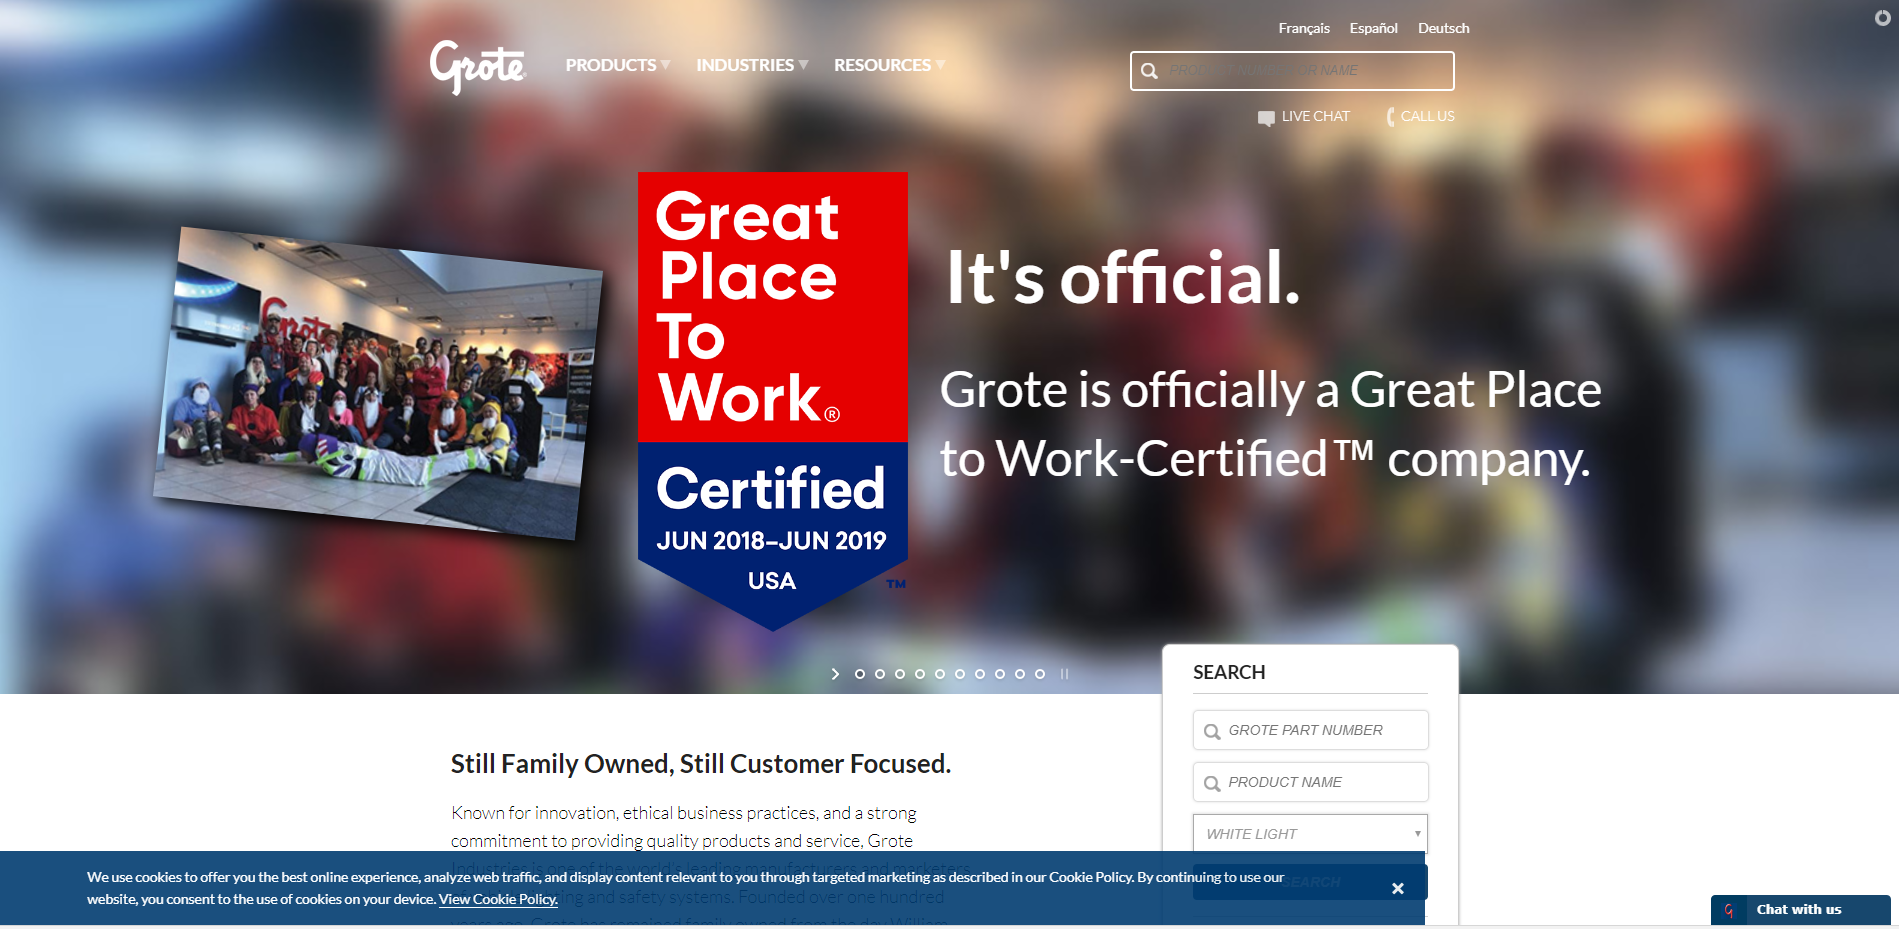 Français Español Deutsch
Grote
PRODUCTS INDUSTRIES RESOURCES
PRODUCT NUMBER OR NAME
LIVE CHAT CALL US
Great
Place
To
Work®
Certified
JUN 2018–JUN 2019
USA
TM
Grote
It's official.
Grote is officially a Great Place
to Work-Certified™ company.
SEARCH
GROTE PART NUMBER
PRODUCT NAME
WHITE LIGHT
SEARCH
Still Family Owned, Still Customer Focused.
Known for innovation, ethical business practices, and a strong
commitment to providing quality products and service, Grote
Industries is one of the world's leading manufacturers and marketers
lighting and safety systems. Founded over one hundred
years ago, Grote has remained family owned from the day William
We use cookies to offer you the best online experience, analyze web traffic, and display content relevant to you through targeted marketing as described in our Cookie Policy. By continuing to use our
website, you consent to the use of cookies on your device. View Cookie Policy.
Chat with us